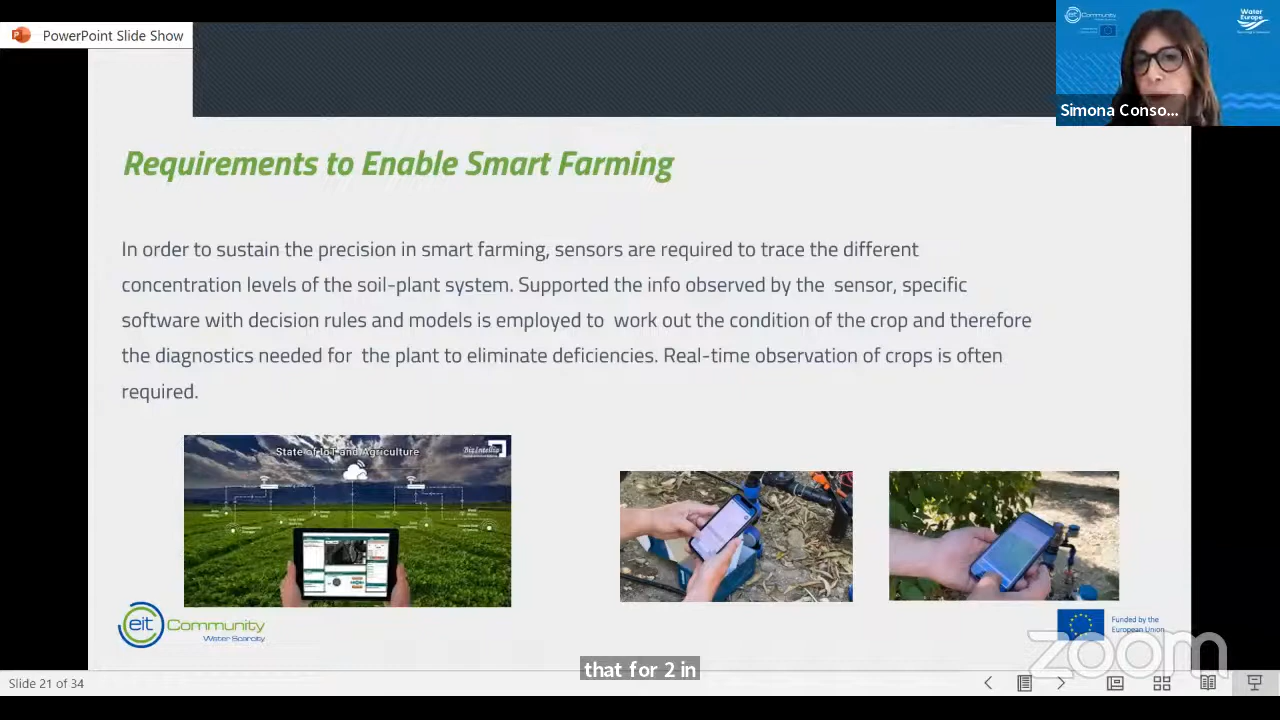 PowerPoint Slide Show
eit Community
Water Europe
Simona Conso...
Requirements to Enable Smart Farming
In order to sustain the precision in smart farming, sensors are required to trace the different
concentration levels of the soil-plant system. Supported the info observed by the sensor, specific
software with decision rules and models is employed to work out the condition of the crop and therefore
the diagnostics needed for the plant to eliminate deficiencies. Real-time observation of crops is often
required.
State of IoT and Agriculture
eit Community
Water Scarcity
Funded by the
European Union
zoom
that for 2 in
Slide 21 of 34